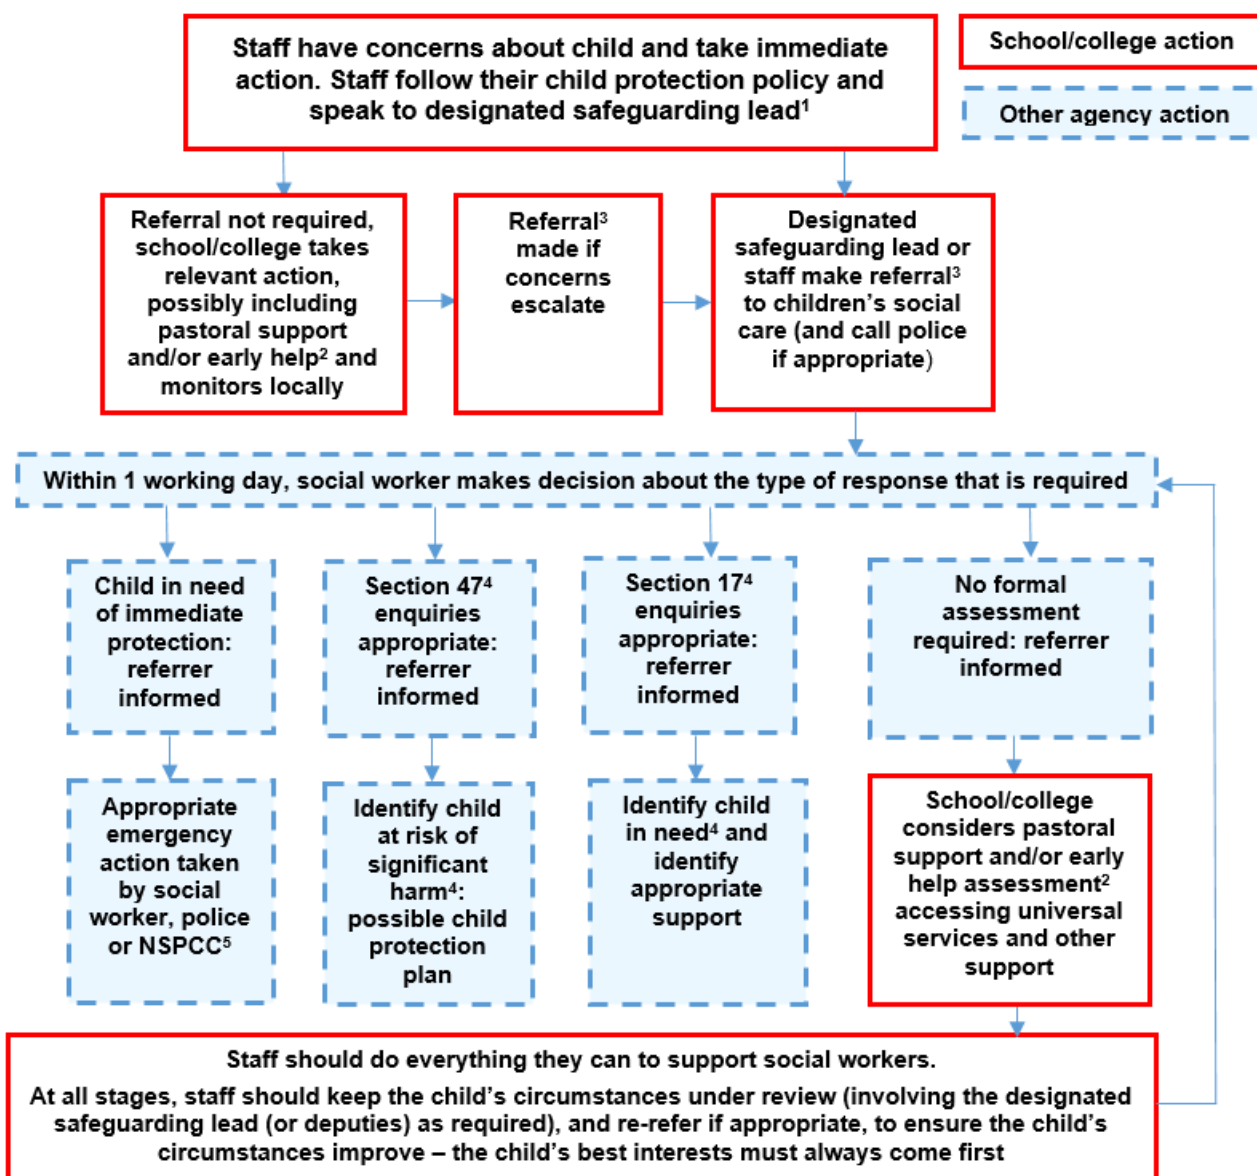 Staff have concerns about child and take immediate
action. Staff follow their child protection policy and
speak to designated safeguarding lead¹
School/college action
Other agency action
Referral not required,
school/college takes
relevant action,
possibly including
pastoral support
and/or early help² and
monitors locally
Referral³
made if
concerns
escalate
Designated
safeguarding lead or
staff make referral³
to children’s social
care (and call police
if appropriate)
Within 1 working day, social worker makes decision about the type of response that is required
Child in need
of immediate
protection:
referrer
informed
Section 47⁴
enquiries
appropriate:
referrer
informed
Section 17⁴
enquiries
appropriate:
referrer
informed
No formal
assessment
required: referrer
informed
Appropriate
emergency
action taken
by social
worker, police
or NSPCC⁵
Identify child
at risk of
significant
harm⁴:
possible child
protection
plan
Identify child
in need⁴ and
identify
appropriate
support
School/college
considers pastoral
support and/or early
help assessment²
accessing universal
services and other
support
Staff should do everything they can to support social workers.
At all stages, staff should keep the child’s circumstances under review (involving the designated
safeguarding lead (or deputies) as required), and re-refer if appropriate, to ensure the child’s
circumstances improve – the child’s best interests must always come first